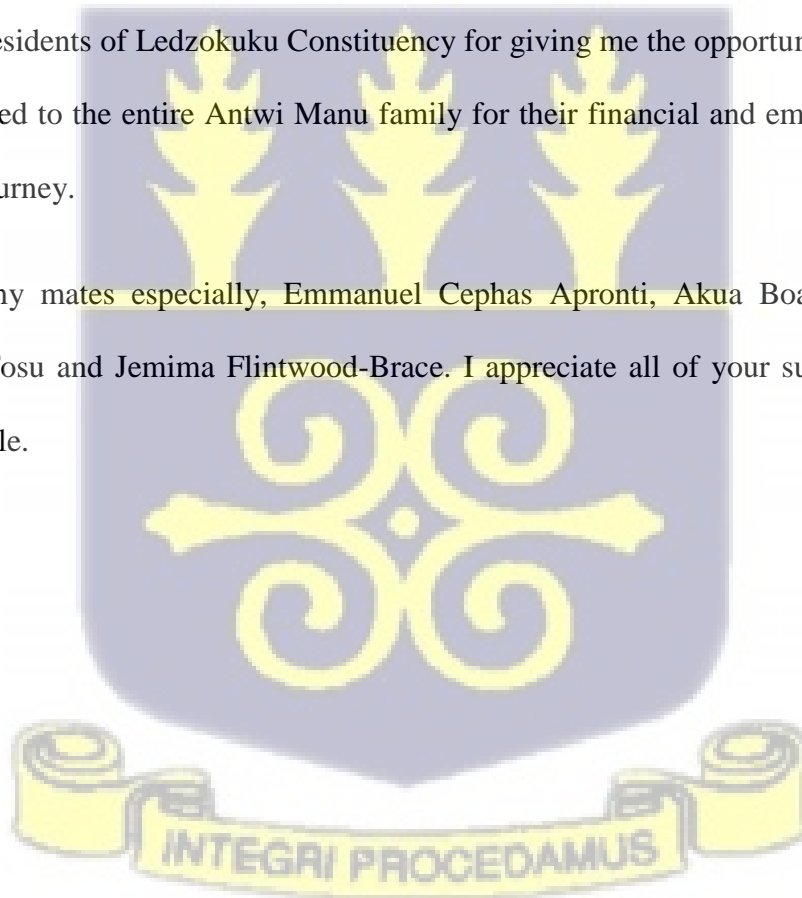 esidents of Ledzokuku Constituency for giving me the opportun
ed to the entire Antwi Manu family for their financial and em
urney.
ny mates especially, Emmanuel Cephas Apronti, Akua Boa
osu and Jemima Flintwood-Brace. I appreciate all of your su
le.
INTEGRI PROCEDAMUS